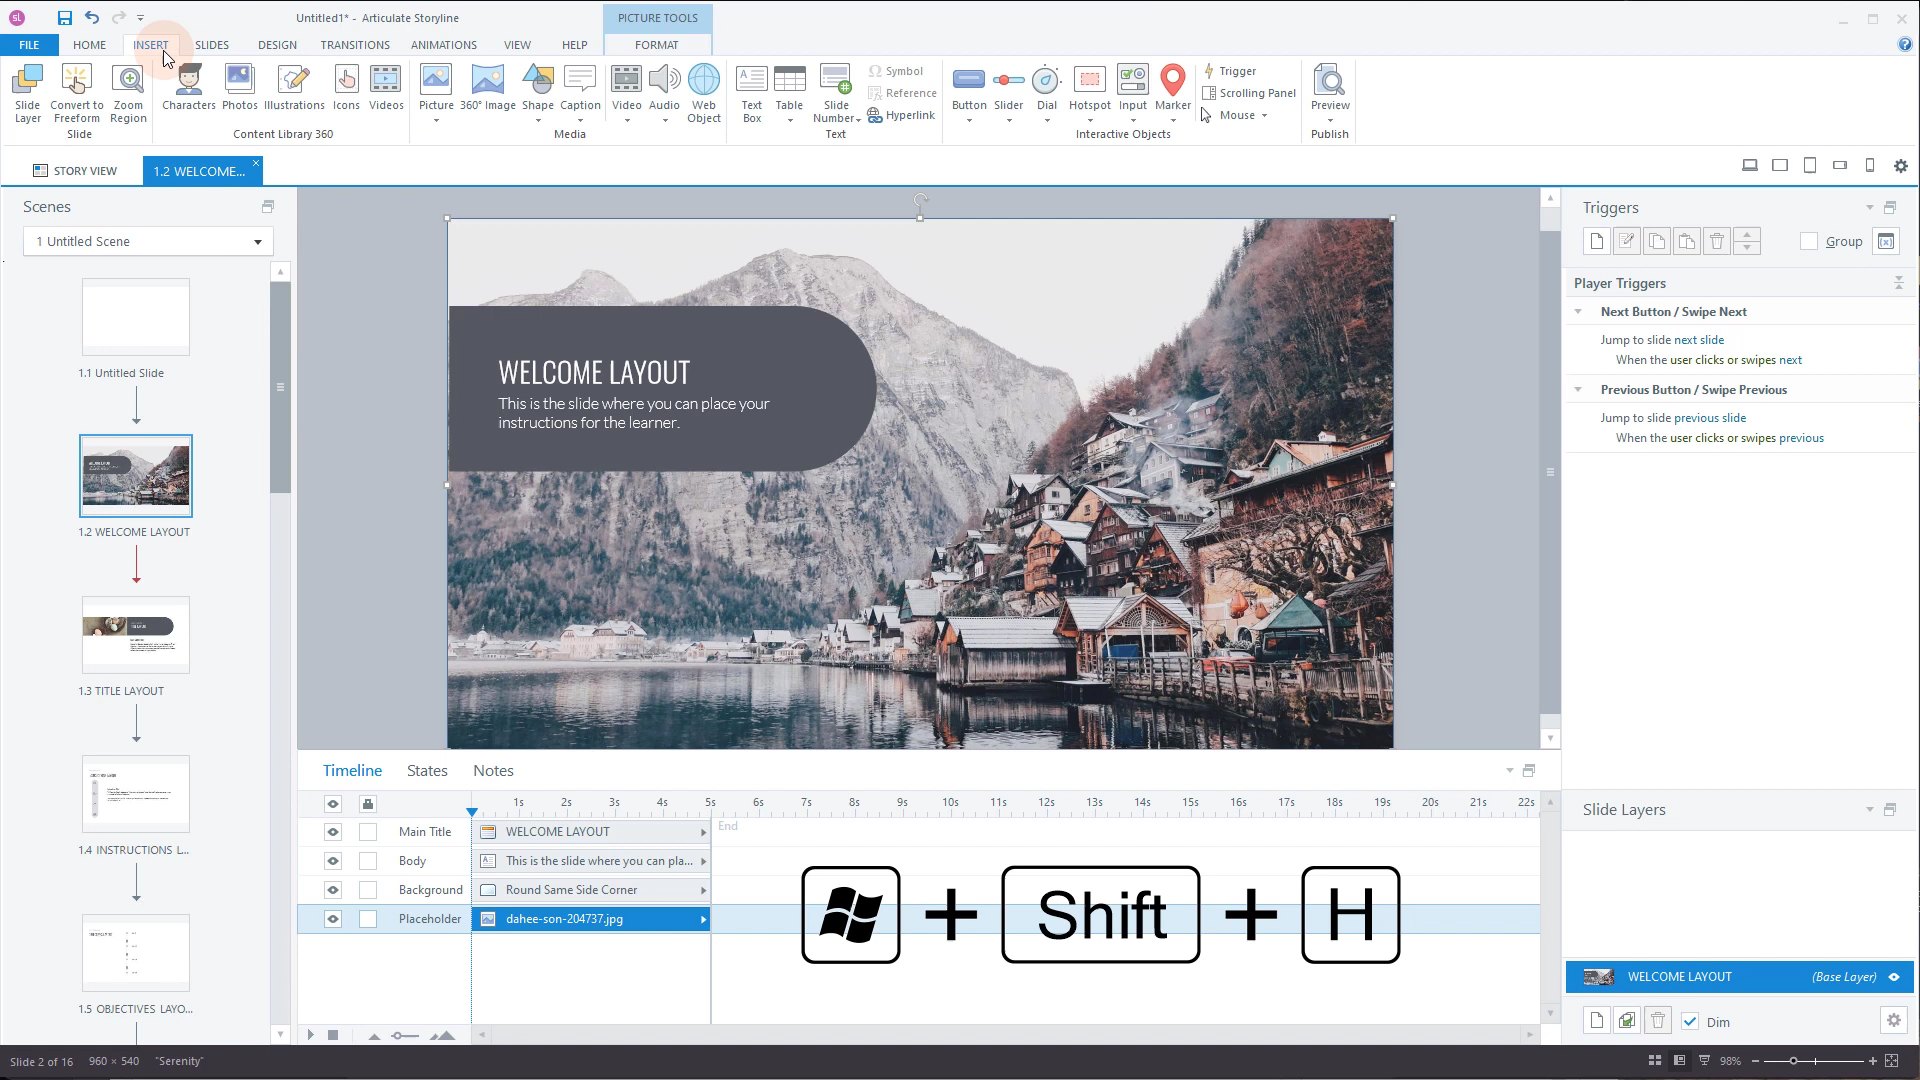 sl
Untitled1* - Articulate Storyline
PICTURE TOOLS
FILE HOME INSERT SLIDES DESIGN TRANSITIONS ANIMATIONS VIEW HELP FORMAT
Slide Layer
Convert to Freeform
Zoom Region
Slide
Characters
Photos
Illustrations
Icons
Videos
Content Library 360
Picture
360° Image
Shape
Caption
Video
Audio
Web Object
Media
Text Box
Table
Slide Number
Symbol
Reference
Hyperlink
Text
Button
Slider
Dial
Hotspot
Input
Marker
Trigger
Scrolling Panel
Mouse
Interactive Objects
Preview
Publish
STORY VIEW
1.2 WELCOME...
Scenes
1 Untitled Scene
1.1 Untitled Slide
1.2 WELCOME LAYOUT
1.3 TITLE LAYOUT
1.4 INSTRUCTIONS L...
1.5 OBJECTIVES LAYO...
WELCOME LAYOUT
This is the slide where you can place your
instructions for the learner.
Triggers
Group
Player Triggers
Next Button / Swipe Next
Jump to slide next slide
When the user clicks or swipes next
Previous Button / Swipe Previous
Jump to slide previous slide
When the user clicks or swipes previous
Timeline States Notes
1s 2s 3s 4s 5s 6s 7s 8s 9s 10s 11s 12s 13s 14s 15s 16s 17s 18s 19s 20s 21s 22s
Main Title WELCOME LAYOUT
End
Body This is the slide where you can pla...
Background Round Same Side Corner
Placeholder dahee-son-204737.jpg
+ Shift + H
Slide Layers
WELCOME LAYOUT (Base Layer)
Dim
Slide 2 of 16 960 × 540 "Serenity"
98%